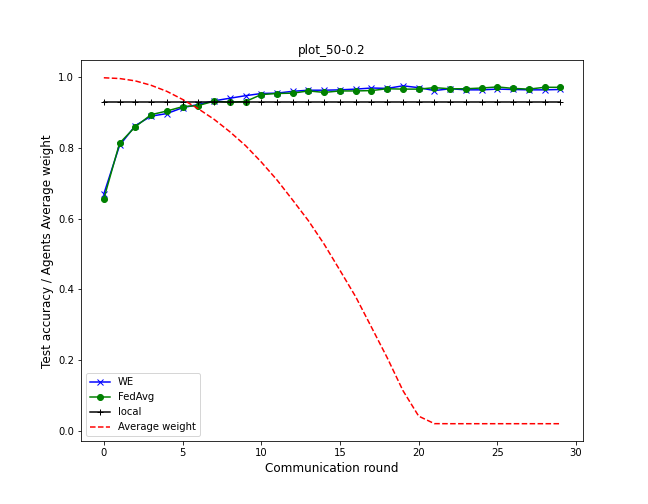 plot_50-0.2
Test accuracy / Agents Average weight
1.0
0.8
0.6
0.4
0.2
0.0
WE
FedAvg
local
Average weight
0 5 10 15 20 25 30
Communication round